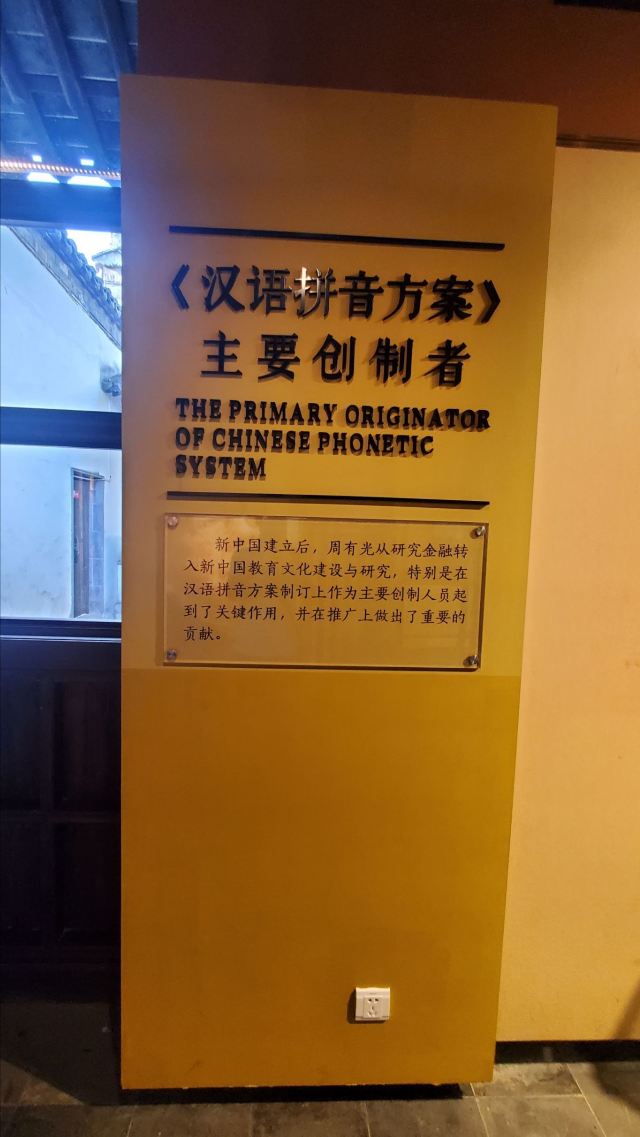 《汉语拼音方案》
主要创制者
THE PRIMARY ORIGINATOR
OF CHINESE PHONETIC
SYSTEM
新中国建立后，周有光从研究金融转
入新中国教育文化建设与研究，特别是在
汉语拼音方案制订上作为主要创制人员起
到了关键作用，并在推广上做出了重要的
贡献。